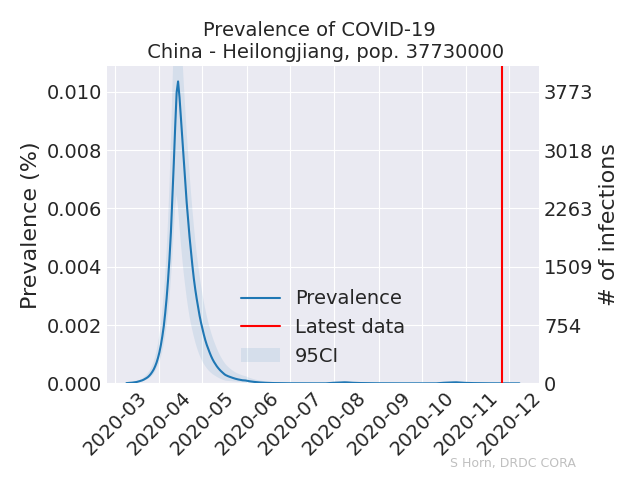 Prevalence of COVID-19
China - Heilongjiang, pop. 37730000
Prevalence (%)
0.010
0.008
0.006
0.004
0.002
0.000
3773
3018
2263
1509
754
0
# of infections
Prevalence
Latest data
95CI
2020-03
2020-04
2020-05
2020-06
2020-07
2020-08
2020-09
2020-10
2020-11
2020-12
S Horn, DRDC CORA